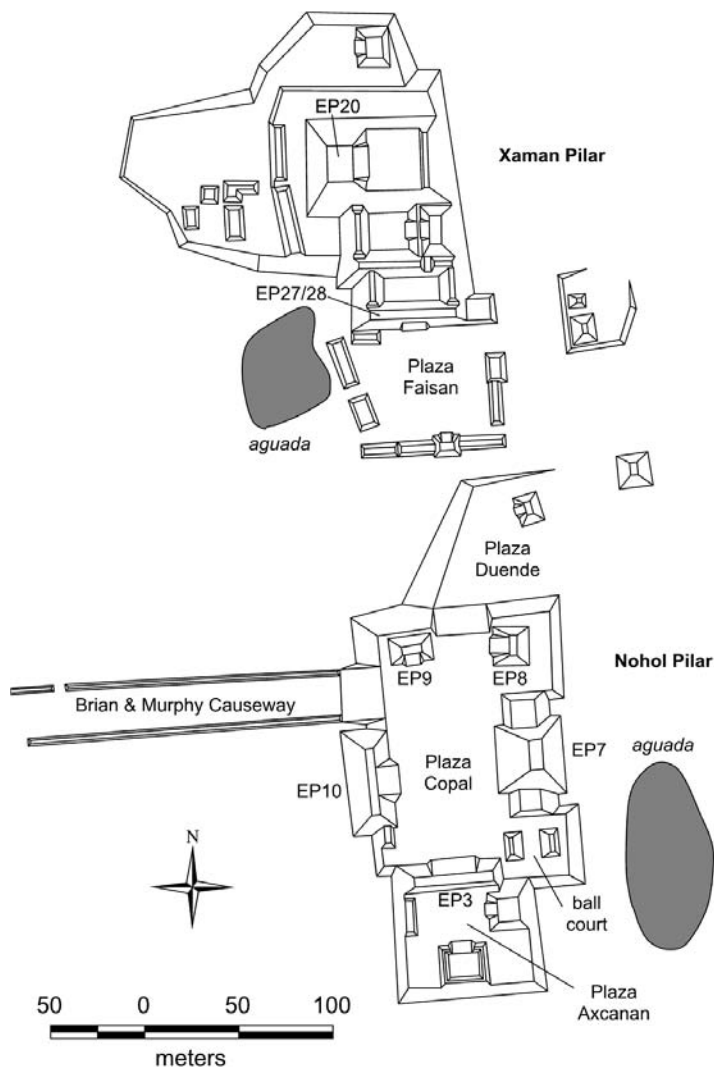 EP20
Xaman Pilar
EP27/28
Plaza
Faisan
aguada
Plaza
Duende
Nohol Pilar
EP9
EP8
Brian & Murphy Causeway
aguada
EP7
Plaza
Copal
EP10
N
EP3
ball
court
Plaza
Axcanan
50 0 50 100
meters